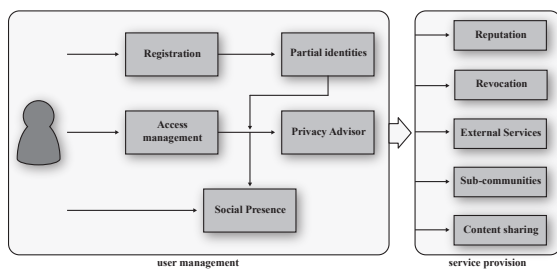 Registration
Partial identities
Access
management
Privacy Advisor
Social Presence
user management
Reputation
Revocation
External Services
Sub-communities
Content sharing
service provision